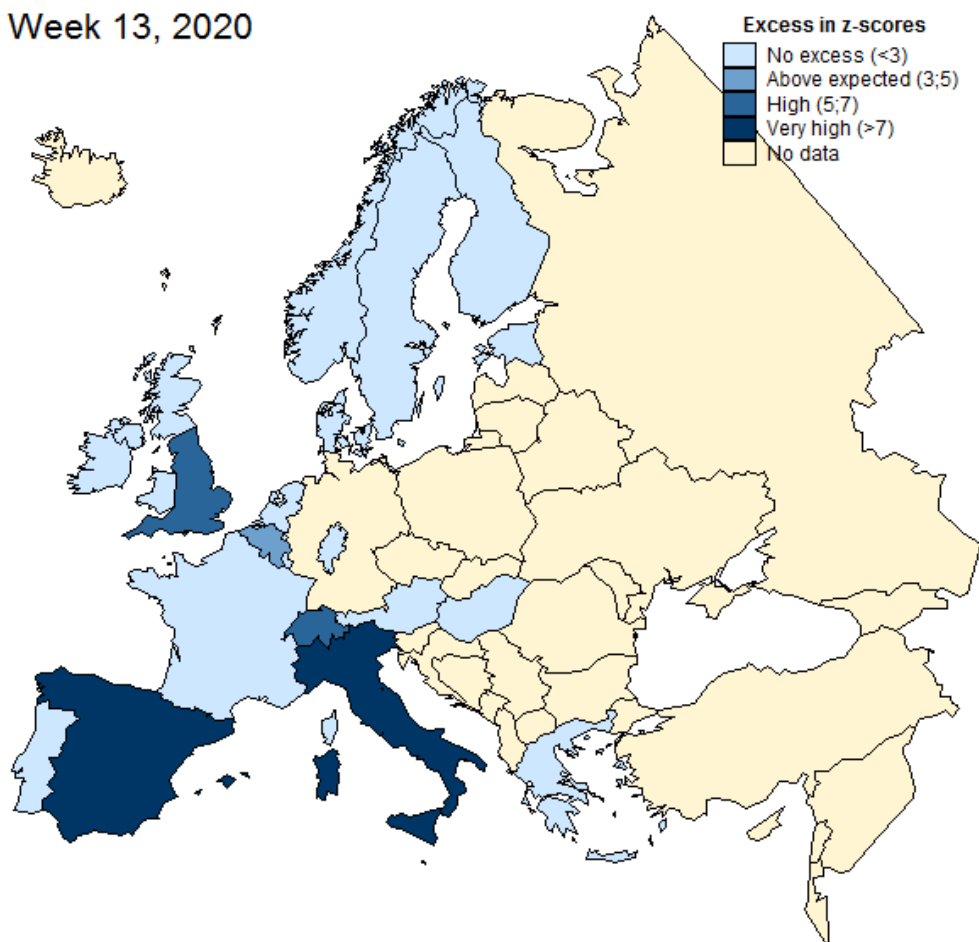 Week 13, 2020
Excess in z-scores
No excess (<3)
Above expected (3;5)
High (5;7)
Very high (>7)
No data